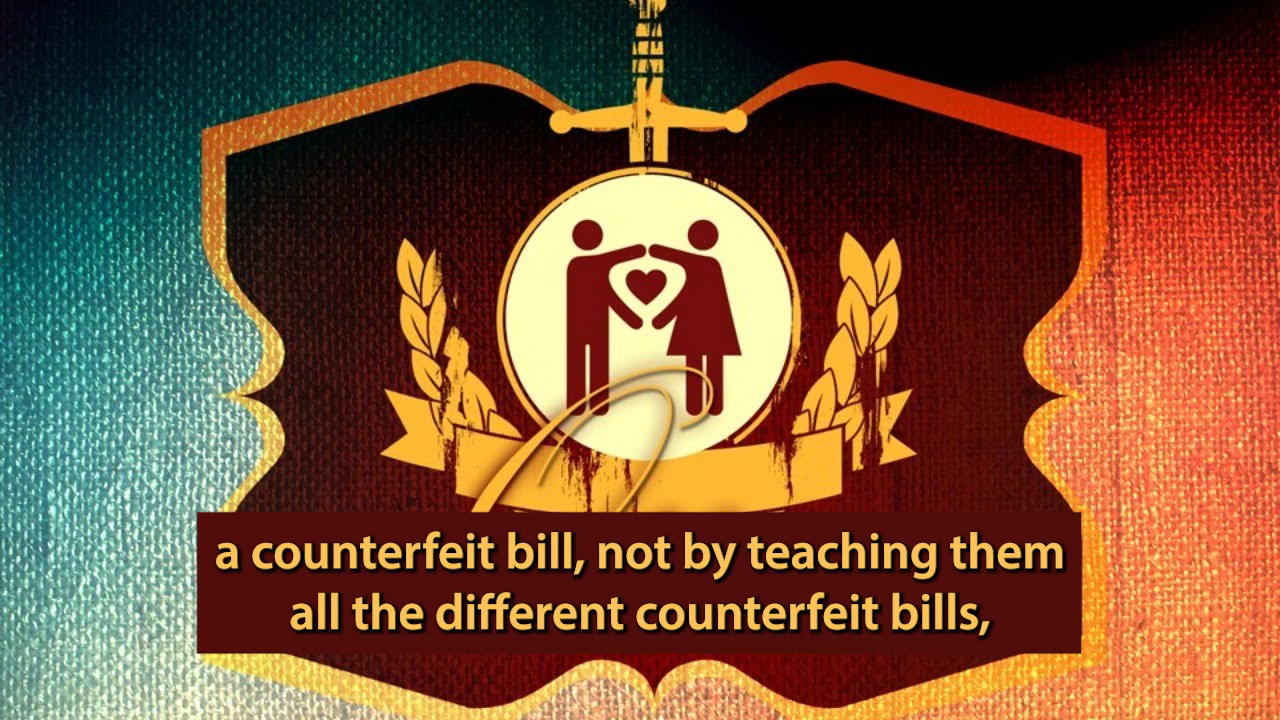 a counterfeit bill, not by teaching them
all the different counterfeit bills,